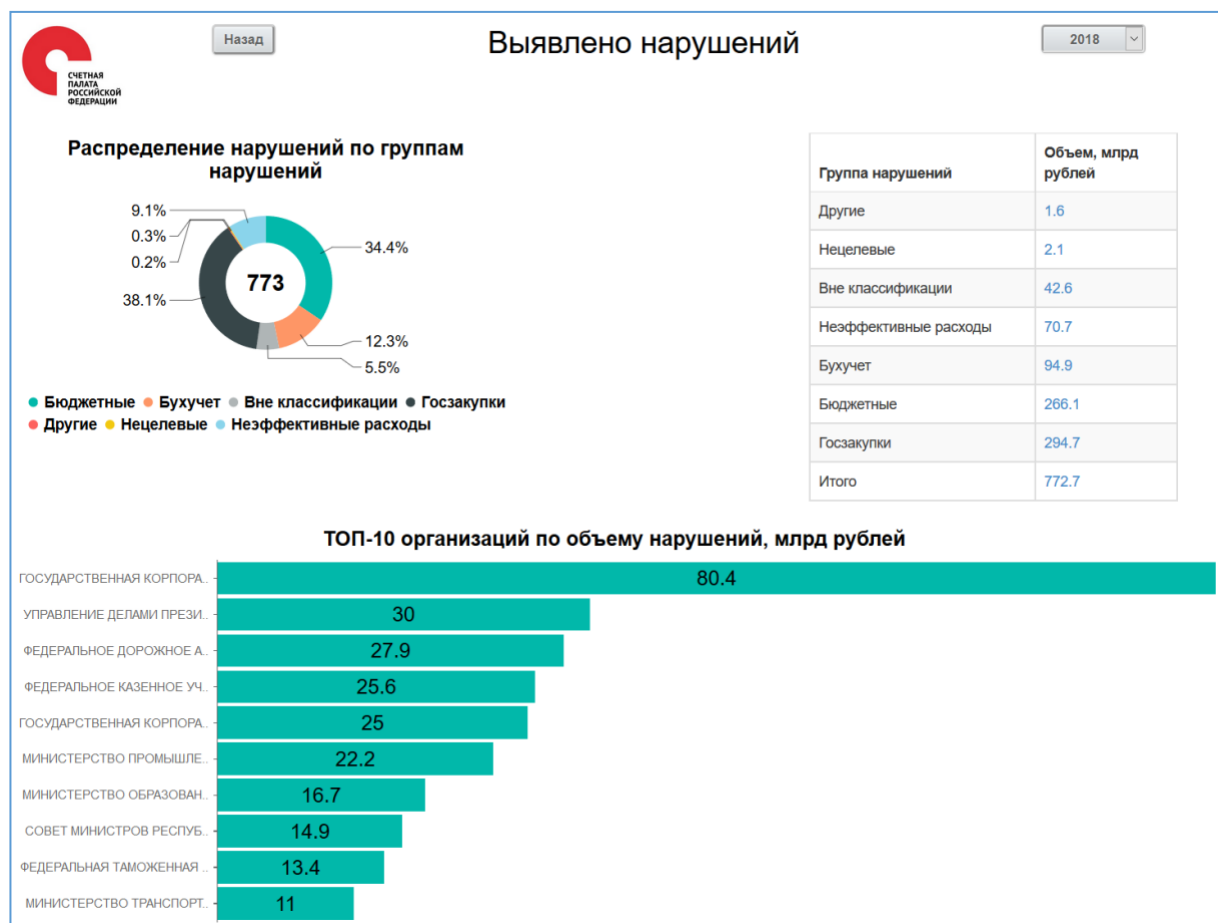 Назад
Выявлено нарушений
2018
СЧЕТНАЯ
ПАЛАТА
РОССИЙСКОЙ
ФЕДЕРАЦИИ
Распределение нарушений по группам
нарушений
9.1%
0.3%
0.2%
38.1%
773
34.4%
12.3%
5.5%
Бюджетные Бухучет Вне классификации Госзакупки
Другие Нецелевые Неэффективные расходы
Группа нарушений Объем, млрд
рублей
Другие 1.6
Нецелевые 2.1
Вне классификации 42.6
Неэффективные расходы 70.7
Бухучет 94.9
Бюджетные 266.1
Госзакупки 294.7
Итого 772.7
ТОП-10 организаций по объему нарушений, млрд рублей
ГОСУДАРСТВЕННАЯ КОРПОРА.. 80.4
УПРАВЛЕНИЕ ДЕЛАМИ ПРЕЗИ.. 30
ФЕДЕРАЛЬНОЕ ДОРОЖНОЕ А.. 27.9
ФЕДЕРАЛЬНОЕ КАЗЕННОЕ УЧ.. 25.6
ГОСУДАРСТВЕННАЯ КОРПОРА.. 25
МИНИСТЕРСТВО ПРОМЫШЛЕ.. 22.2
МИНИСТЕРСТВО ОБРАЗОВАН.. 16.7
СОВЕТ МИНИСТРОВ РЕСПУБ.. 14.9
ФЕДЕРАЛЬНАЯ ТАМОЖЕННАЯ .. 13.4
МИНИСТЕРСТВО ТРАНСПОРТ.. 11